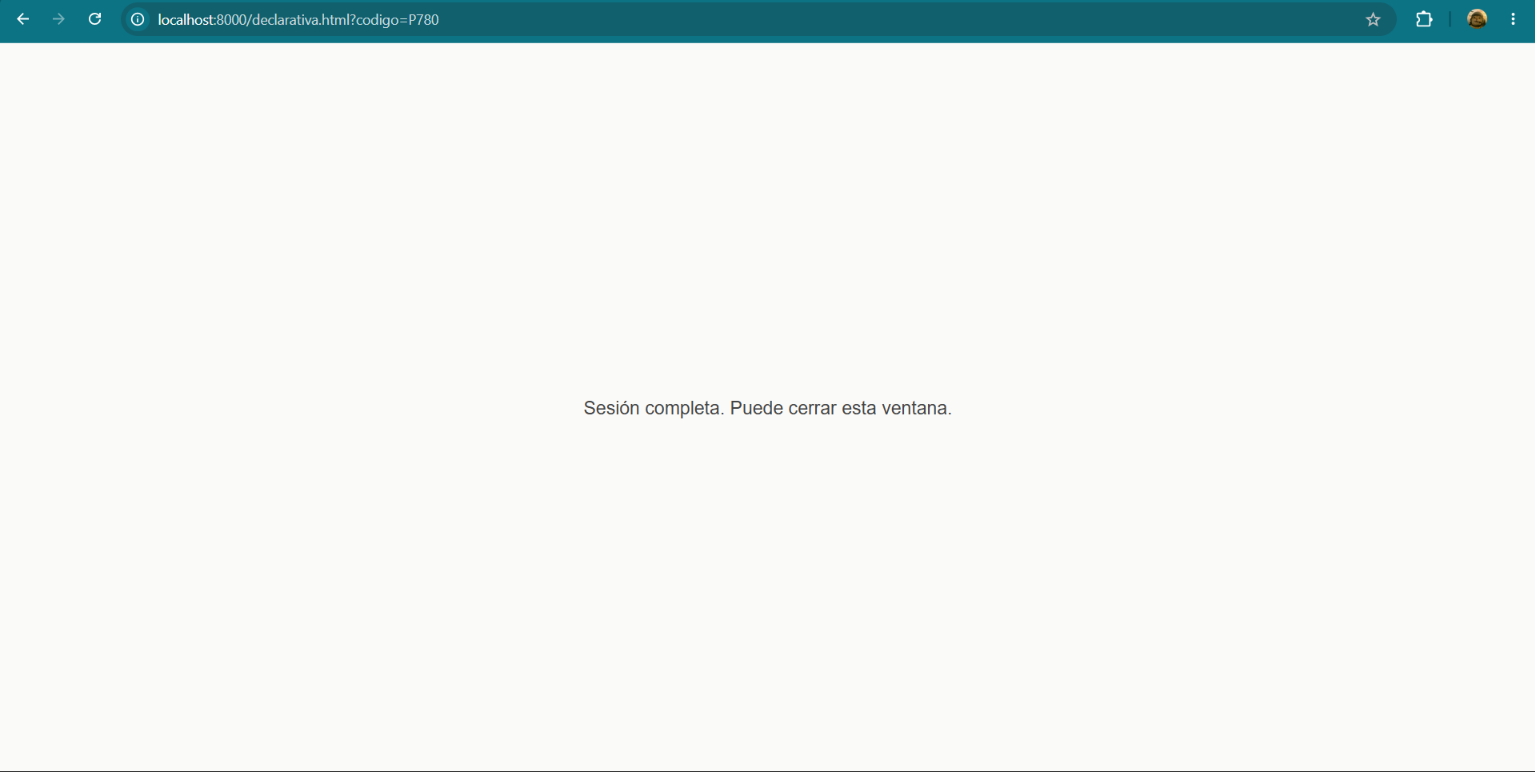 localhost:8000/declarativa.html?codigo=P780
Sesión completa. Puede cerrar esta ventana.